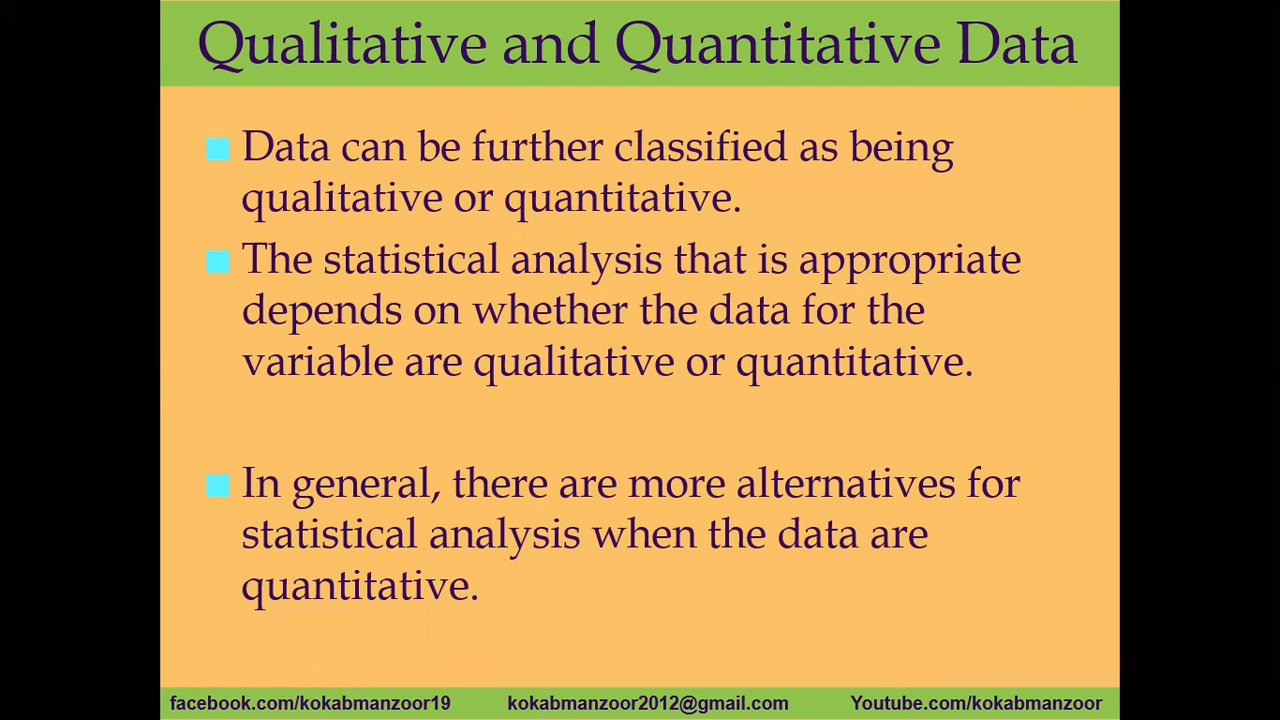 Qualitative and Quantitative Data
Data can be further classified as being
qualitative or quantitative.
The statistical analysis that is appropriate
depends on whether the data for the
variable are qualitative or quantitative.
In general, there are more alternatives for
statistical analysis when the data are
quantitative.
facebook.com/kokabmanzoor19 kokabmanzoor2012@gmail.com Youtube.com/kokabmanzoor